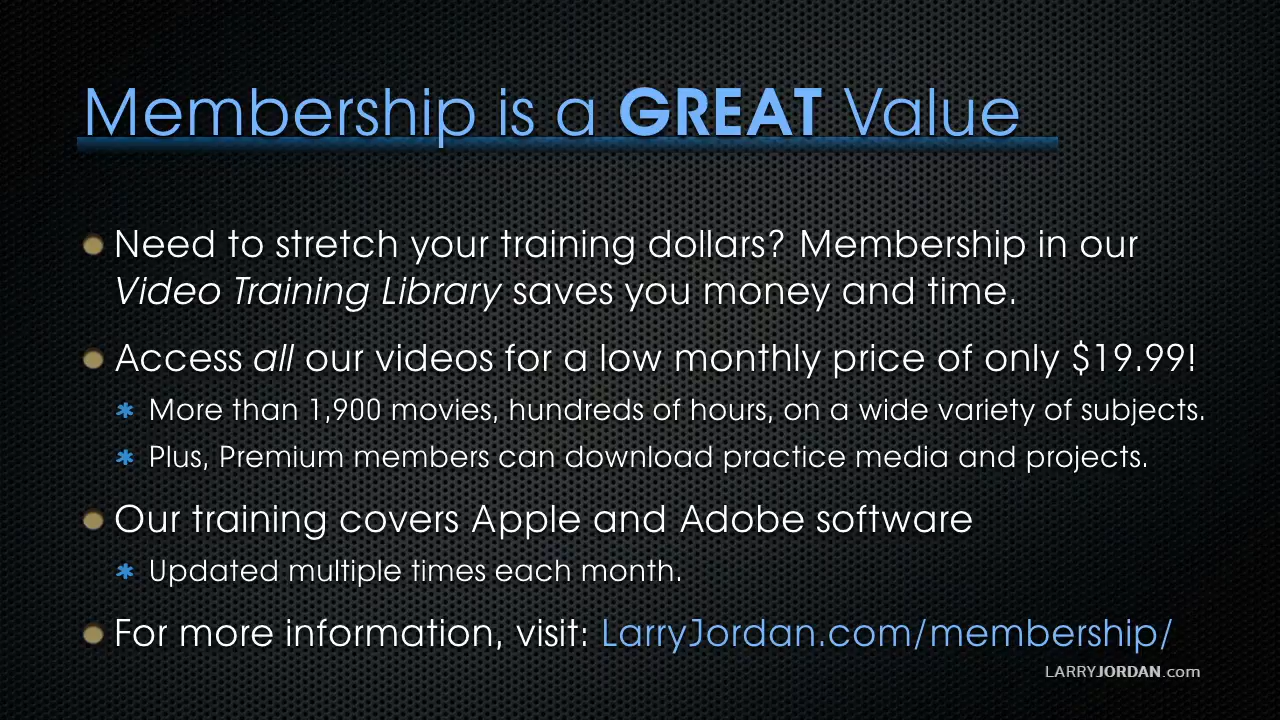 Membership is a GREAT Value
Need to stretch your training dollars? Membership in our
Video Training Library saves you money and time.
Access all our videos for a low monthly price of only $19.99!
More than 1,900 movies, hundreds of hours, on a wide variety of subjects.
Plus, Premium members can download practice media and projects.
Our training covers Apple and Adobe software
Updated multiple times each month.
For more information, visit: LarryJordan.com/membership/
LARRYJORDAN.com